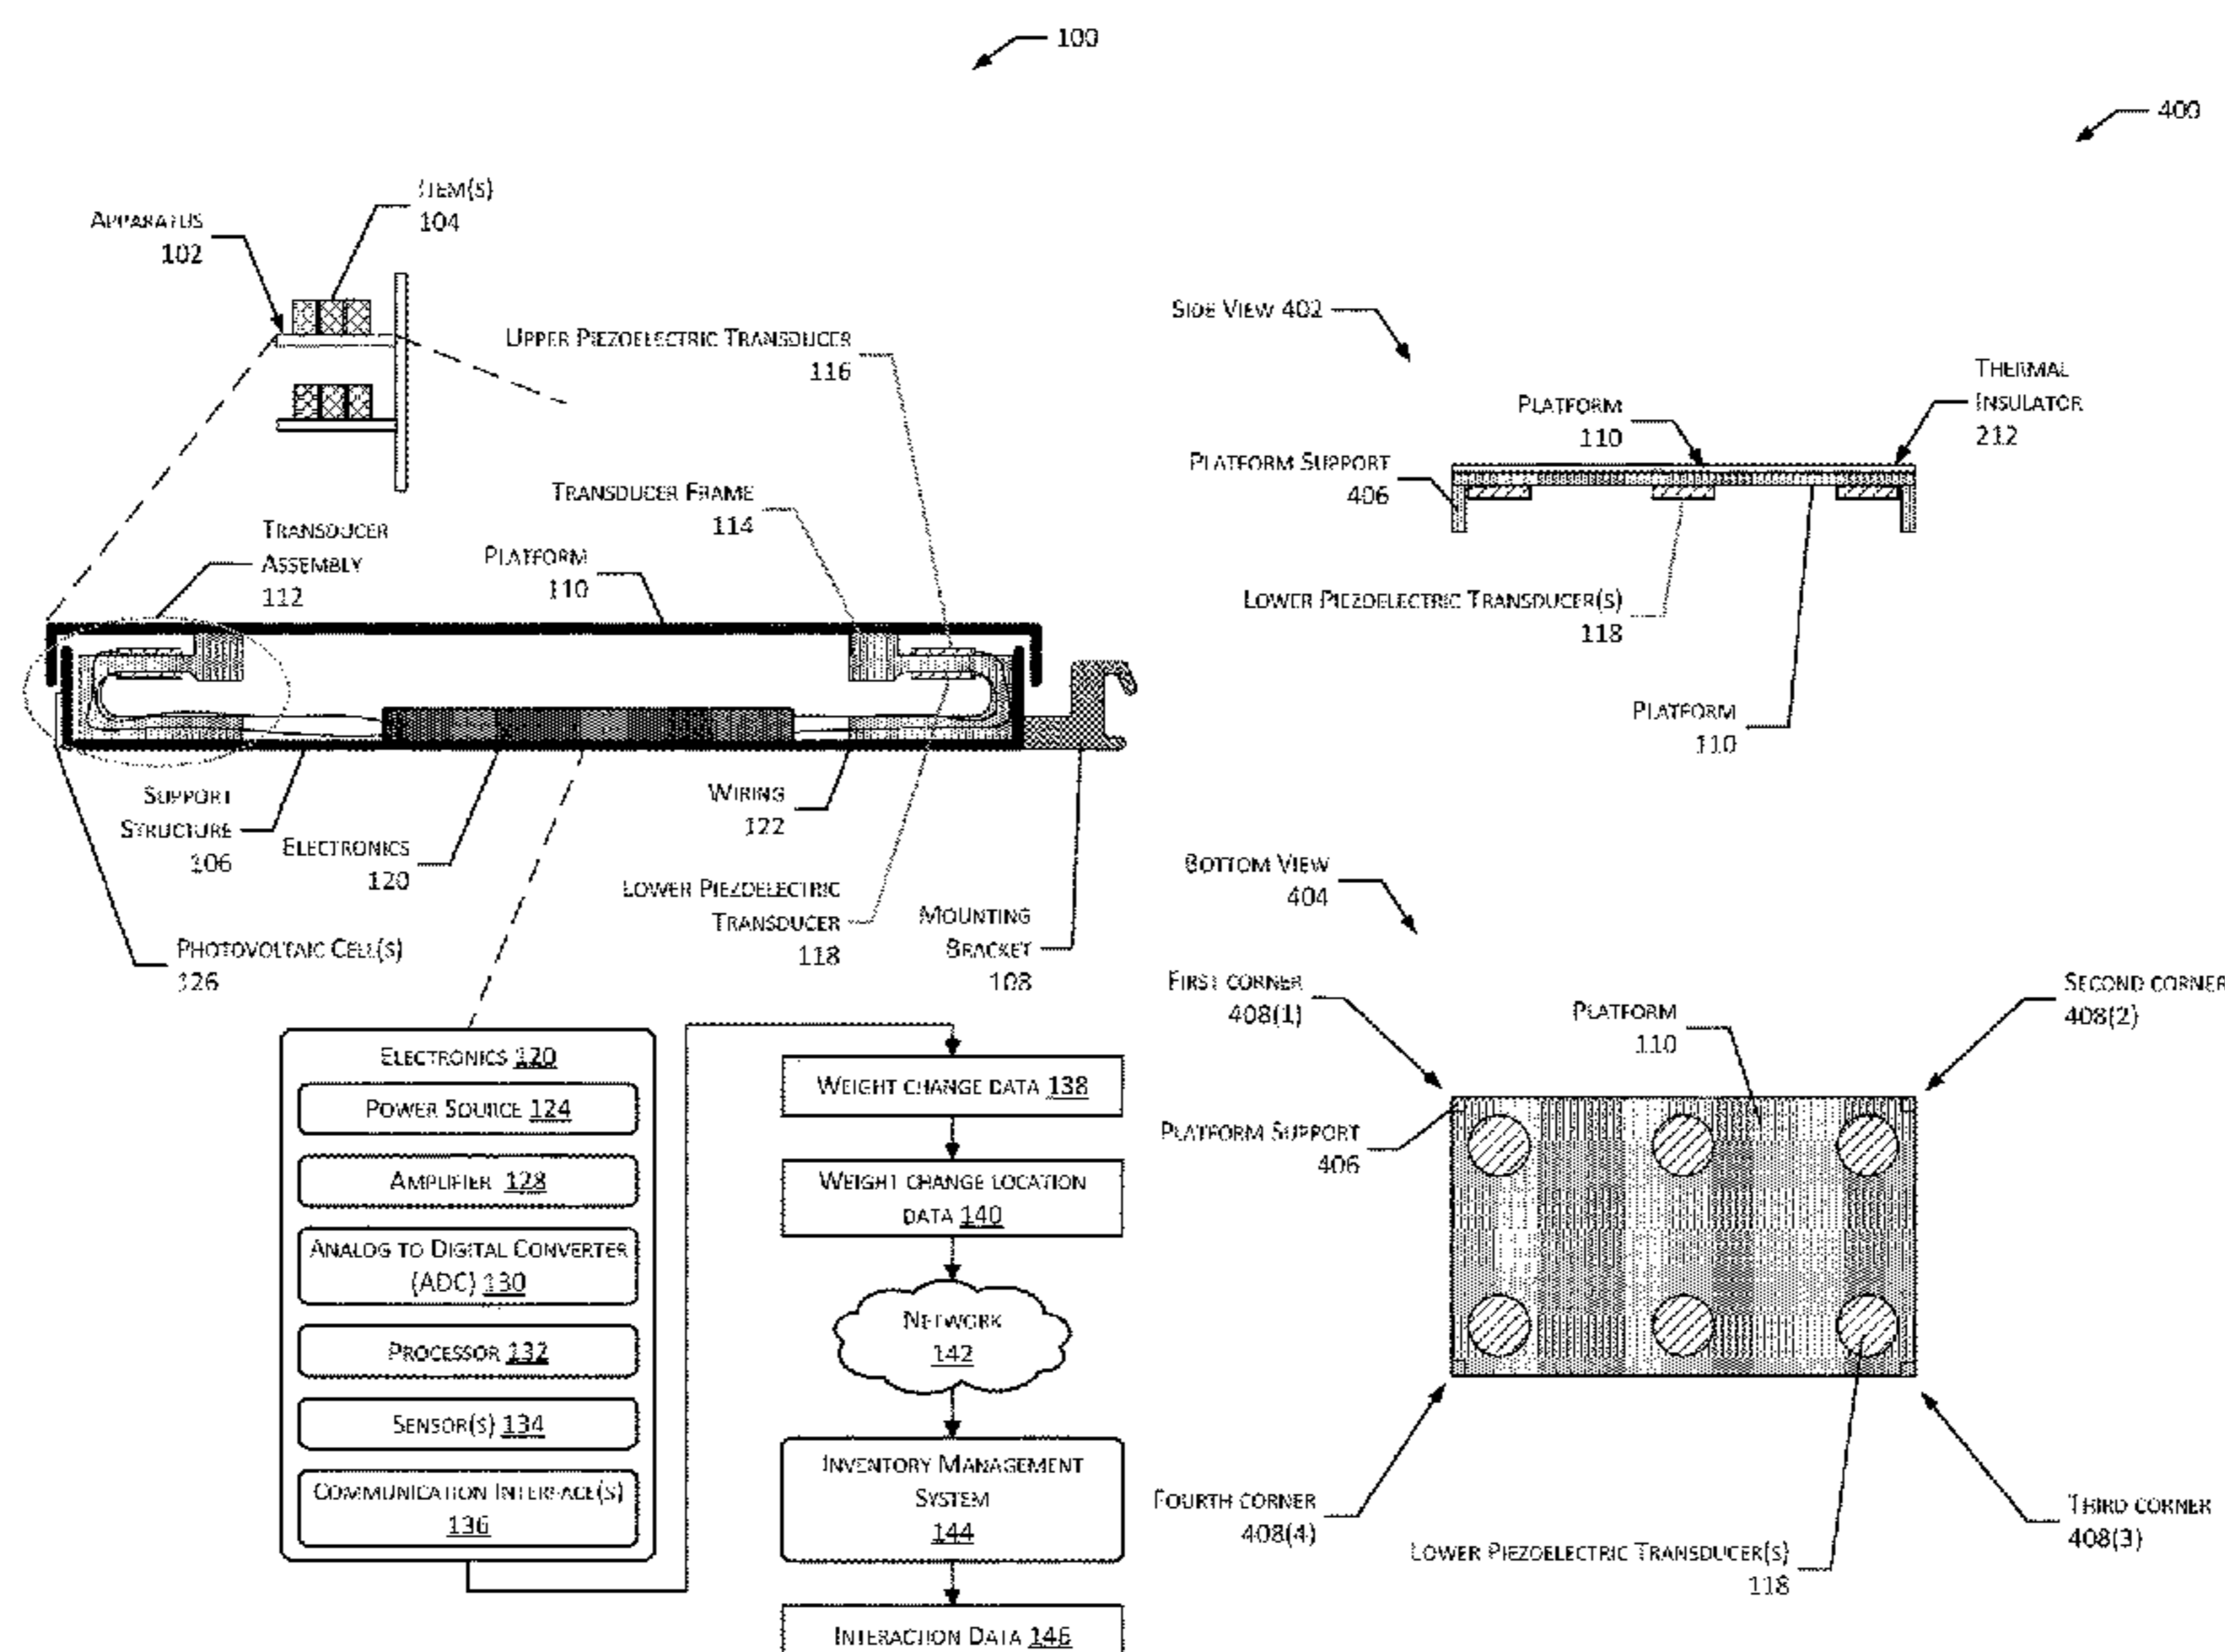 100
400
ITEM(S)
104
APPARATUS
102
UPPER PIEZOELECTRIC TRANSDUCER
116
TRANSDUCER FRAME
114
TRANSDUCER
ASSEMBLY
112
PLATFORM
110
SUPPORT
STRUCTURE
106
ELECTRONICS
120
WIRING
122
LOWER PIEZOELECTRIC
TRANSDUCER
118
MOUNTING
BRACKET
108
PHOTOVOLTAIC CELL(S)
126
ELECTRONICS 120
POWER SOURCE 124
AMPLIFIER 128
ANALOG TO DIGITAL CONVERTER
(ADC) 130
PROCESSOR 132
SENSOR(S) 134
COMMUNICATION INTERFACE(S)
136
WEIGHT CHANGE DATA 138
WEIGHT CHANGE LOCATION
DATA 140
NETWORK
142
INVENTORY MANAGEMENT
SYSTEM
144
INTERACTION DATA 146
SIDE VIEW 402
PLATFORM
110
THERMAL
INSULATOR
212
PLATFORM SUPPORT
406
LOWER PIEZOELECTRIC TRANSDUCER(S)
118
PLATFORM
110
BOTTOM VIEW
404
FIRST CORNER
408(1)
SECOND CORNER
408(2)
PLATFORM
110
PLATFORM SUPPORT
406
FOURTH CORNER
408(4)
THIRD CORNER
408(3)
LOWER PIEZOELECTRIC TRANSDUCER(S)
118